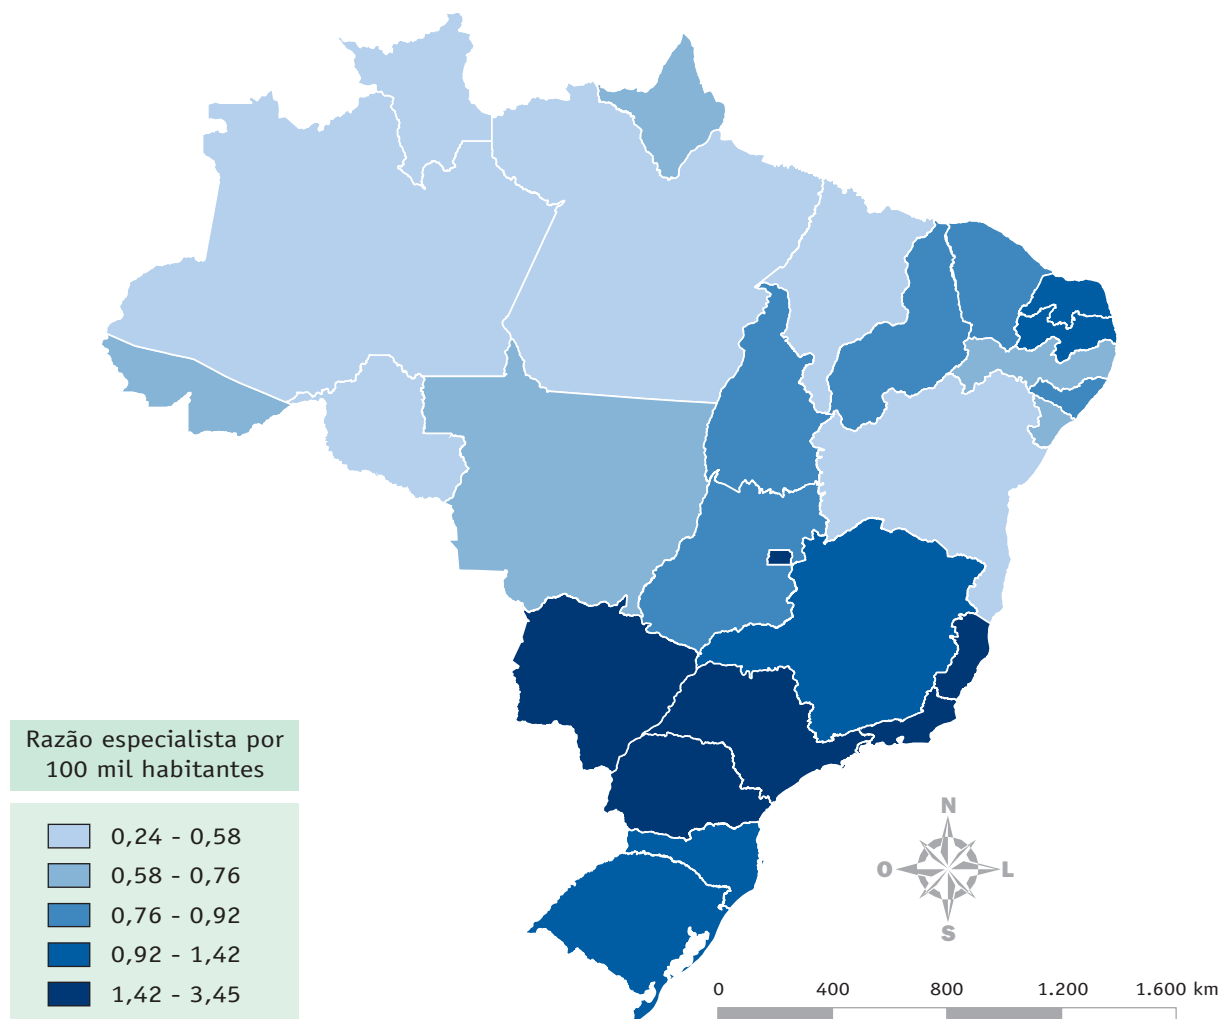 Razão especialista por
100 mil habitantes
0,24 - 0,58
0,58 - 0,76
0,76 - 0,92
0,92 - 1,42
1,42 - 3,45
N
O
L
S
0 400 800 1.200 1.600 km